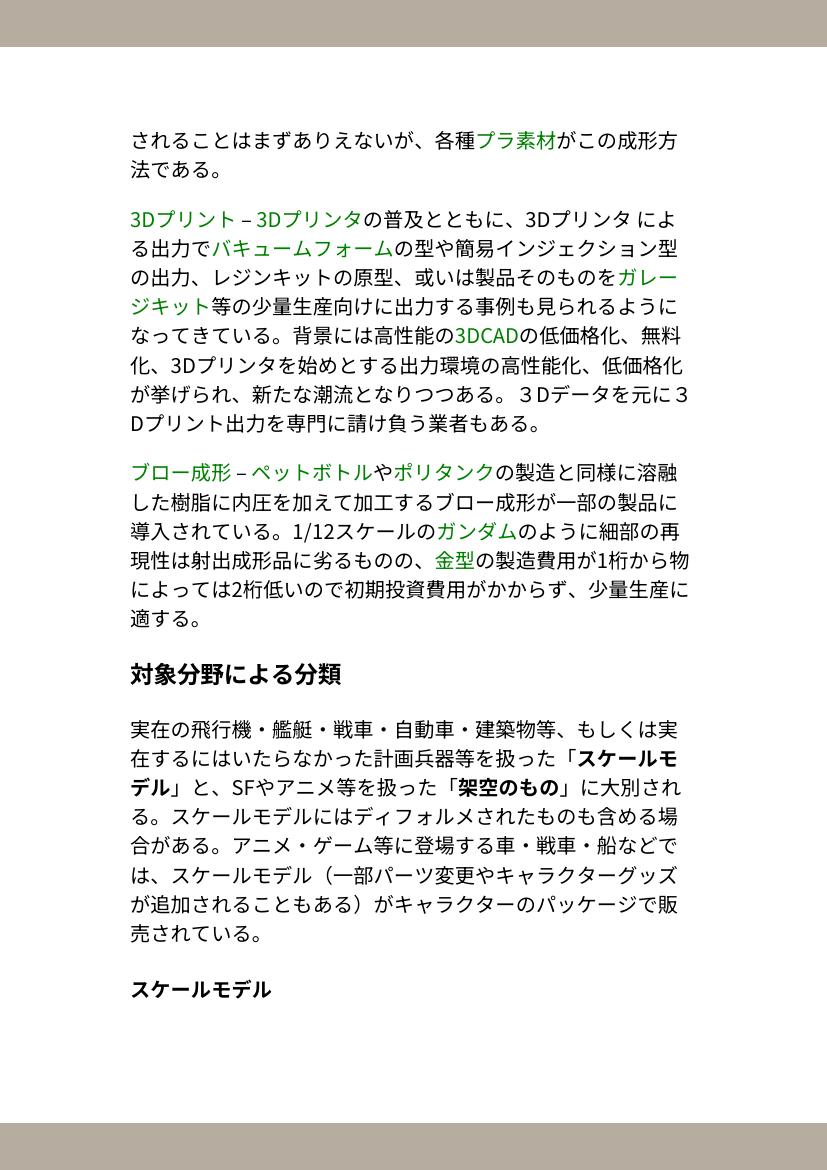 されることはまずありえないが、各種プラ素材がこの成形方
法である。
3Dプリント – 3Dプリンタの普及とともに、3Dプリンタ によ
る出力でバキュームフォームの型や簡易インジェクション型
の出力、レジンキットの原型、或いは製品そのものをガレー
ジキット等の少量生産向けに出力する事例も見られるように
なってきている。背景には高性能の3DCADの低価格化、無料
化、3Dプリンタを始めとする出力環境の高性能化、低価格化
が挙げられ、新たな潮流となりつつある。３Dデータを元に３
Dプリント出力を専門に請け負う業者もある。
ブロー成形 – ペットボトルやポリタンクの製造と同様に溶融
した樹脂に内圧を加えて加工するブロー成形が一部の製品に
導入されている。1/12スケールのガンダムのように細部の再
現性は射出成形品に劣るものの、金型の製造費用が1桁から物
によっては2桁低いので初期投資費用がかからず、少量生産に
適する。
対象分野による分類
実在の飛行機・艦艇・戦車・自動車・建築物等、もしくは実
在するにはいたらなかった計画兵器等を扱った「スケールモ
デル」と、SFやアニメ等を扱った「架空のもの」に大別され
る。スケールモデルにはディフォルメされたものも含める場
合がある。アニメ・ゲーム等に登場する車・戦車・船などで
は、スケールモデル（一部パーツ変更やキャラクターグッズ
が追加されることもある）がキャラクターのパッケージで販
売されている。
スケールモデル